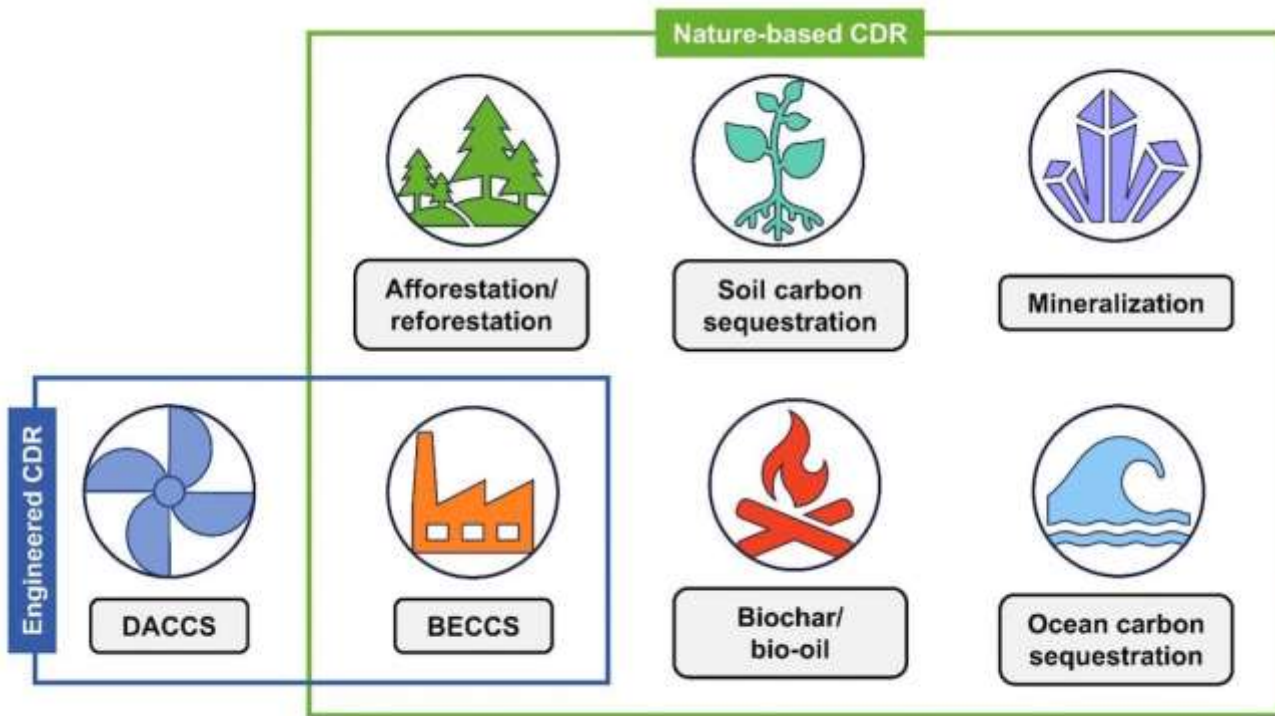 Nature-based CDR
Afforestation/
reforestation
Soil carbon
sequestration
Mineralization
Engineered CDR
DACCS
BECCS
Biochar/
bio-oil
Ocean carbon
sequestration